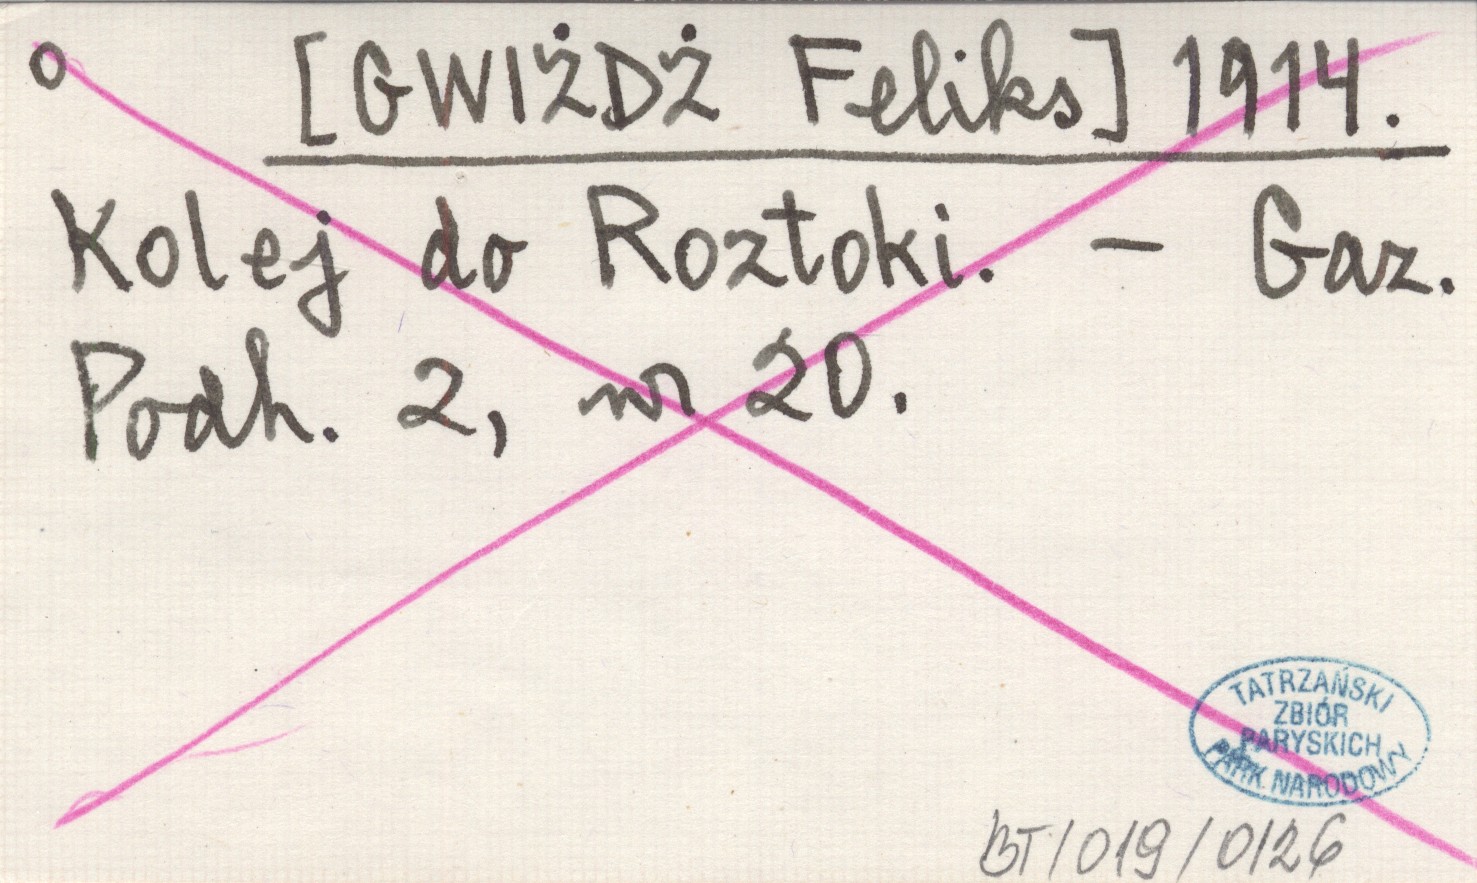 o [GWIŻDŻ Feliks] 1914.
Kolej do Roztoki. – Gaz.
Podh. 2, nr 20.
TATRZAŃSKI
ZBIÓR
PARYSKICH
PARK NARODOWY
BT/019/0126